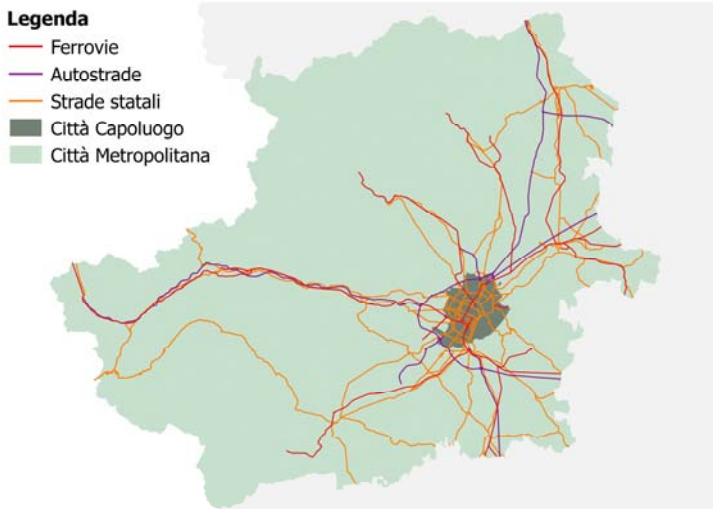 Legenda
Ferrovie
Autostrade
Strade statali
Città Capoluogo
Città Metropolitana